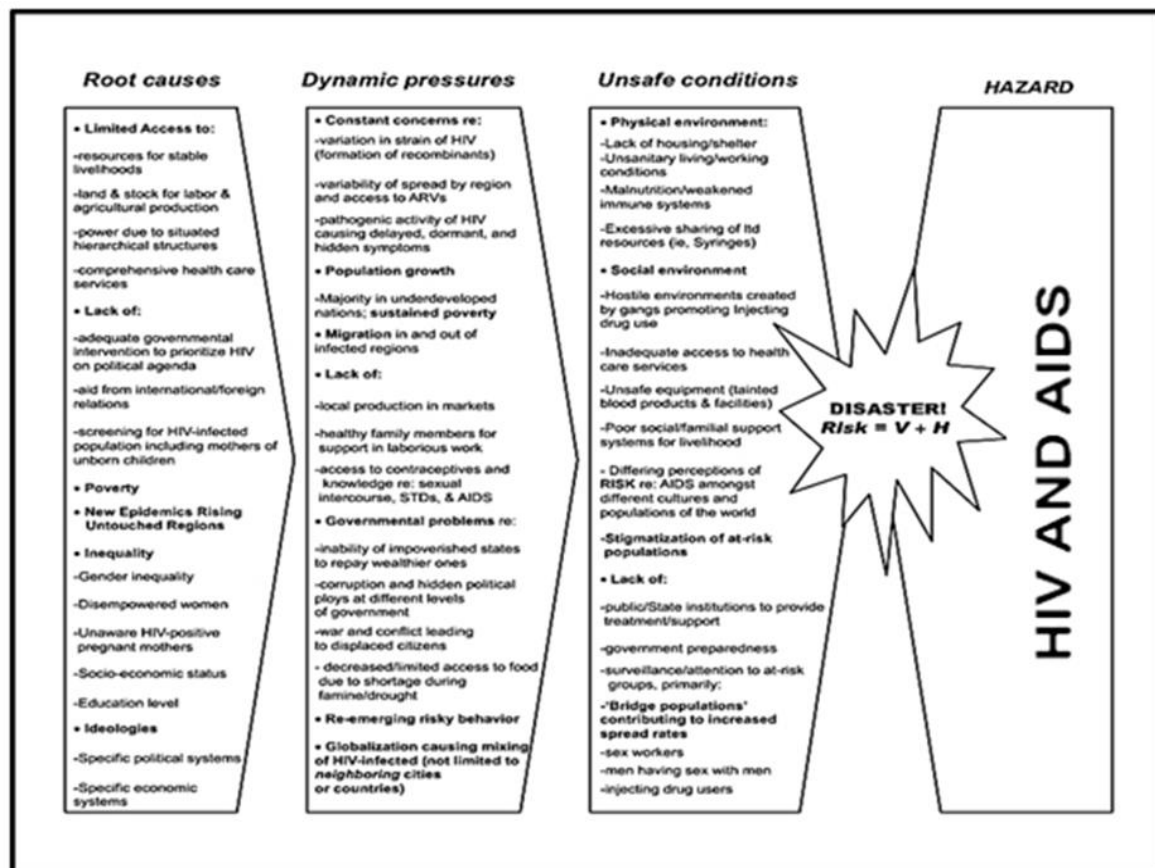 Root causes
• Limited Access to:
-resources for stable
livelihoods
-land & stock for labor &
agricultural production
-power due to situated
hierarchical structures
-comprehensive health care
services
• Lack of:
-adequate governmental
intervention to prioritize HIV
on political agenda
-aid from international/foreign
relations
-screening for HIV-infected
population including mothers of
unborn children
• Poverty
• New Epidemics Rising
Untouched Regions
• Inequality
-Gender inequality
-Disempowered women
-Unaware HIV-positive
pregnant mothers
-Socio-economic status
-Education level
• Ideologies
-Specific political systems
-Specific economic
systems
Dynamic pressures
• Constant concerns re:
-variation in strain of HIV
(formation of recombinants)
-variability of spread by region
and access to ARVs
-pathogenic activity of HIV
causing delayed, dormant, and
hidden symptoms
• Population growth
-Majority in underdeveloped
nations; sustained poverty
• Migration in and out of
infected regions
• Lack of:
-local production in markets
-healthy family members for
support in laborious work
-access to contraceptives and
knowledge re: sexual
intercourse, STDs, & AIDS
• Governmental problems re:
-inability of impoverished states
to repay wealthier ones
-corruption and hidden political
ploys at different levels
of government
-war and conflict leading
to displaced citizens
- decreased/limited access to food
due to shortage during
famine/drought
• Re-emerging risky behavior
• Globalization causing mixing
of HIV-infected (not limited to
neighboring cities
or countries)
Unsafe conditions
• Physical environment:
-Lack of housing/shelter
-Unsanitary living/working
conditions
-Malnutrition/weakened
immune systems
-Excessive sharing of ltd
resources (ie, Syringes)
• Social environment
-Hostile environments created
by gangs promoting Injecting
drug use
-Inadequate access to health
care services
-Unsafe equipment (tainted
blood products & facilities)
-Poor social/familial support
systems for livelihood
- Differing perceptions of
RISK re: AIDS amongst
different cultures and
populations of the world
-Stigmatization of at-risk
populations
• Lack of:
-public/State institutions to provide
treatment/support
-government preparedness
-surveillance/attention to at-risk
groups, primarily:
-'Bridge populations'
contributing to increased
spread rates
-sex workers
-men having sex with men
-injecting drug users
DISASTER!
Risk = V + H
HAZARD
HIV AND AIDS